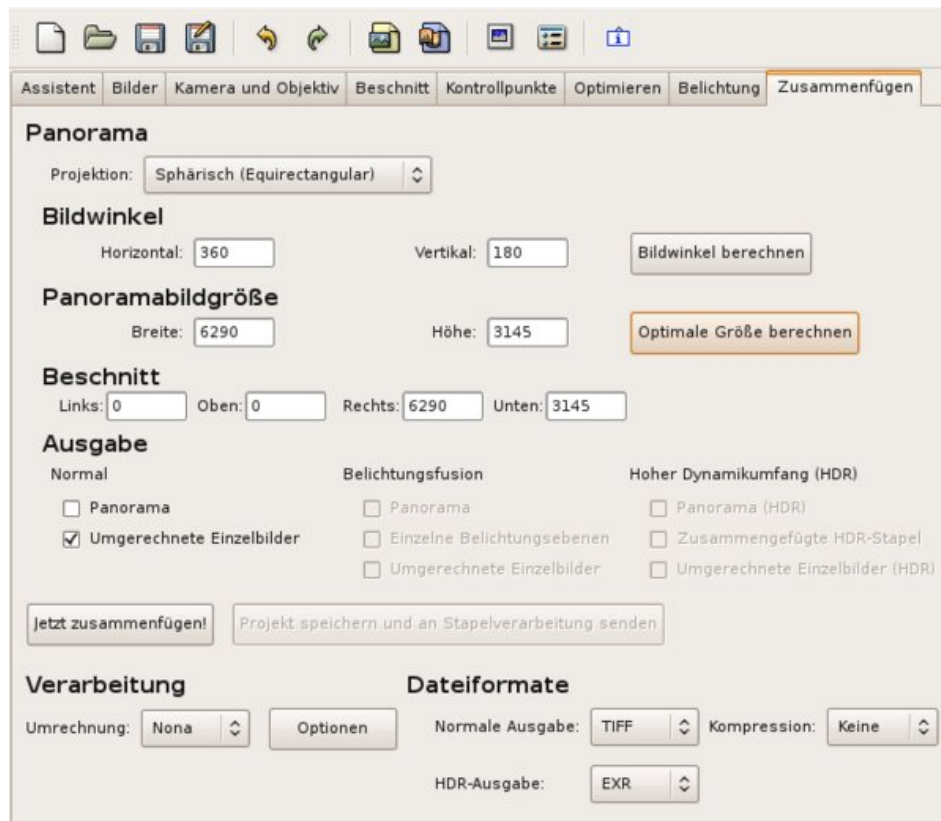 Assistent Bilder Kamera und Objektiv Beschnitt Kontrollpunkte Optimieren Belichtung Zusammenfügen
Panorama
Projektion: Sphärisch (Equirectangular)
Bildwinkel
Horizontal: 360 Vertikal: 180 Bildwinkel berechnen
Panoramabildgröße
Breite: 6290 Höhe: 3145 Optimale Größe berechnen
Beschnitt
Links: 0 Oben: 0 Rechts: 6290 Unten: 3145
Ausgabe
Normal Belichtungsfusion Hoher Dynamikumfang (HDR)
Panorama Panorama Panorama (HDR)
Umgerechnete Einzelbilder Einzelne Belichtungsebenen Zusammengefügte HDR-Stapel
Umgerechnete Einzelbilder Umgerechnete Einzelbilder (HDR)
Jetzt zusammenfügen! Projekt speichern und an Stapelverarbeitung senden
Verarbeitung Dateiformate
Umrechnung: Nona Optionen Normale Ausgabe: TIFF Kompression: Keine
HDR-Ausgabe: EXR